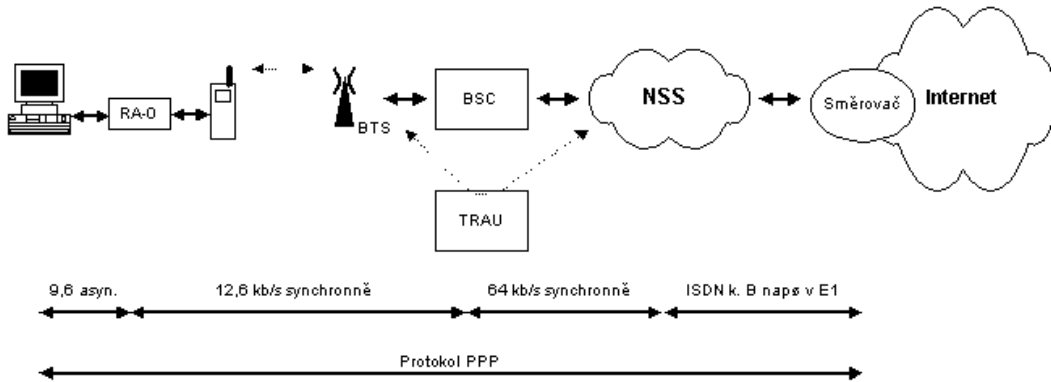 RA-0
BTS
BSC
NSS
Směrovač
Internet
TRAU
9,6 asyn.
12,6 kb/s synchronně
64 kb/s synchronně
ISDN k. B napø v E1
Protokol PPP